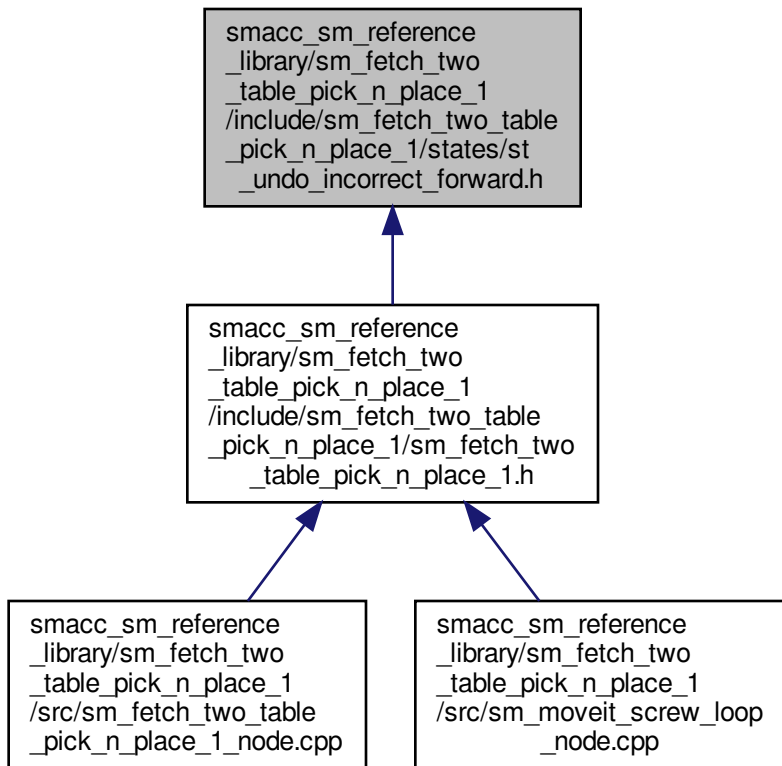 smacc_sm_reference
_library/sm_fetch_two
_table_pick_n_place_1
/include/sm_fetch_two_table
_pick_n_place_1/states/st
_undo_incorrect_forward.h
smacc_sm_reference
_library/sm_fetch_two
_table_pick_n_place_1
/include/sm_fetch_two_table
_pick_n_place_1/sm_fetch_two
_table_pick_n_place_1.h
smacc_sm_reference
_library/sm_fetch_two
_table_pick_n_place_1
/src/sm_fetch_two_table
_pick_n_place_1_node.cpp
smacc_sm_reference
_library/sm_fetch_two
_table_pick_n_place_1
/src/sm_moveit_screw_loop
_node.cpp